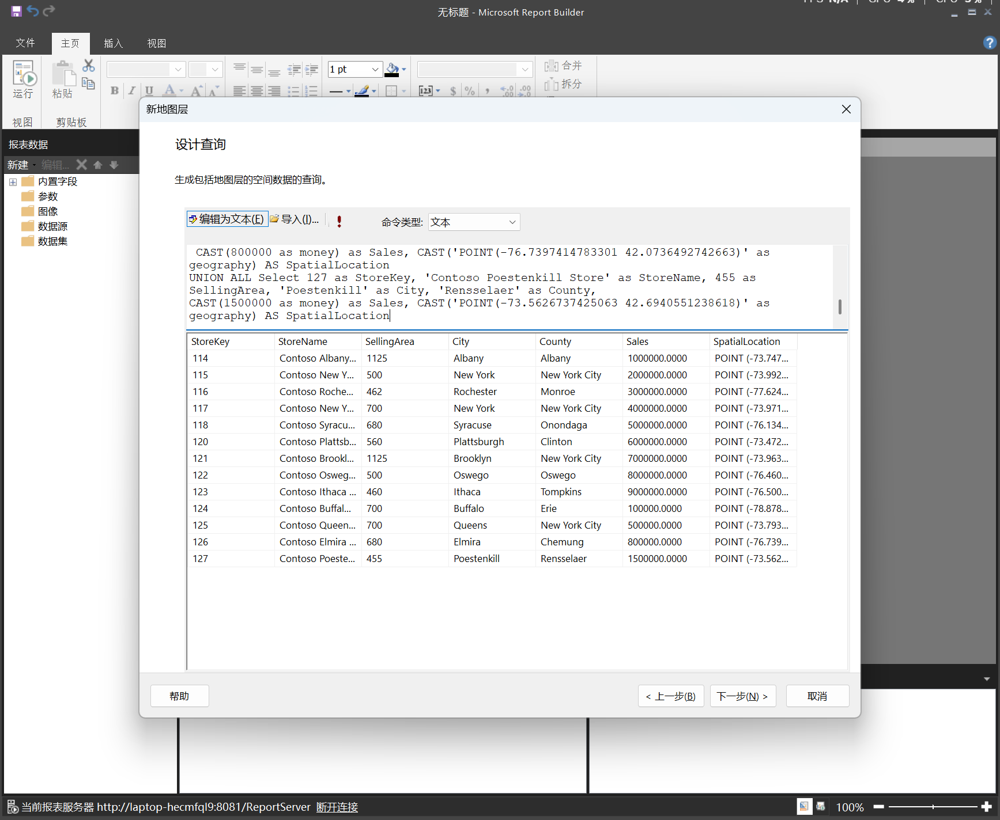 无标题 - Microsoft Report Builder
文件 主页 插入 视图
1 pt
合并
拆分
运行 粘贴
B I U A A A
[123] $ % ,
视图 剪贴板
报表数据
新建 编辑...
内置字段
参数
图像
数据源
数据集
新地图层
设计查询
生成包括地图层的空间数据的查询。
编辑为文本(E) 导入(I)... 命令类型: 文本
CAST(800000 as money) as Sales, CAST('POINT(-76.7397414783301 42.0736492742663)' as
geography) AS SpatialLocation
UNION ALL Select 127 as StoreKey, 'Contoso Poestenkill Store' as StoreName, 455 as
SellingArea, 'Poestenkill' as City, 'Rensselaer' as County,
CAST(1500000 as money) as Sales, CAST('POINT(-73.5626737425063 42.6940551238618)' as
geography) AS SpatialLocation
StoreKey StoreName SellingArea City County Sales SpatialLocation
114 Contoso Albany... 1125 Albany Albany 1000000.0000 POINT (-73.747...
115 Contoso New Y... 500 New York New York City 2000000.0000 POINT (-73.992...
116 Contoso Roche... 462 Rochester Monroe 3000000.0000 POINT (-77.624...
117 Contoso New Y... 700 New York New York City 4000000.0000 POINT (-73.971...
118 Contoso Syracu... 680 Syracuse Onondaga 5000000.0000 POINT (-76.134...
120 Contoso Plattsb... 560 Plattsburgh Clinton 6000000.0000 POINT (-73.472...
121 Contoso Brookl... 1125 Brooklyn New York City 7000000.0000 POINT (-73.963...
122 Contoso Osweg... 500 Oswego Oswego 8000000.0000 POINT (-76.460...
123 Contoso Ithaca ... 460 Ithaca Tompkins 9000000.0000 POINT (-76.500...
124 Contoso Buffal... 700 Buffalo Erie 100000.0000 POINT (-78.878...
125 Contoso Queen... 700 Queens New York City 500000.0000 POINT (-73.793...
126 Contoso Elmira ... 680 Elmira Chemung 800000.0000 POINT (-76.739...
127 Contoso Poeste... 455 Poestenkill Rensselaer 1500000.0000 POINT (-73.562...
帮助 < 上一步(B) 下一步(N) > 取消
当前报表服务器 http://laptop-hecmfql9:8081/ReportServer 断开连接 100%